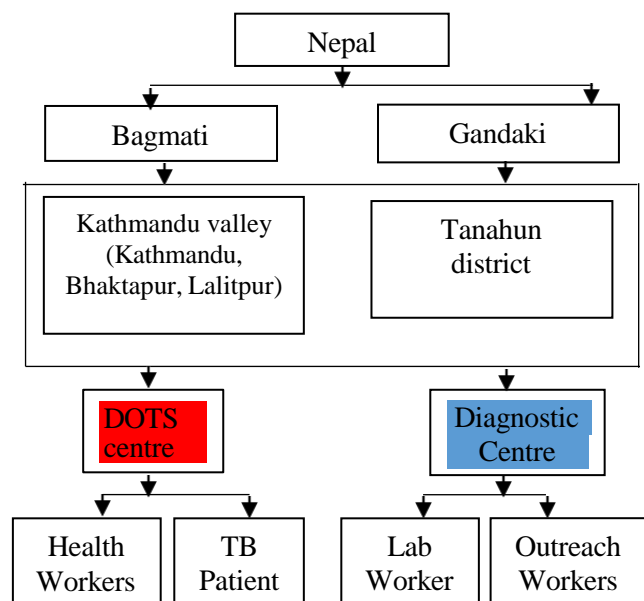 Nepal
Bagmati
Gandaki
Kathmandu valley
(Kathmandu,
Bhaktapur, Lalitpur)
Tanahun
district
DOTS
centre
Diagnostic
Centre
Health
Workers
TB
Patient
Lab
Worker
Outreach
Workers